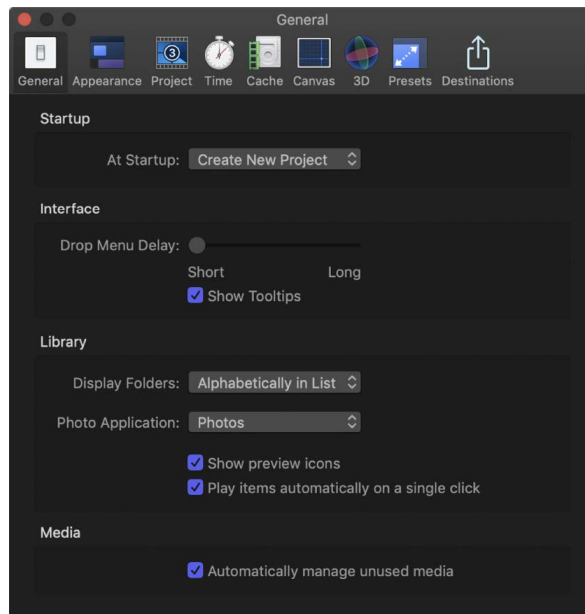 General
General Appearance Project Time Cache Canvas 3D Presets Destinations
3
Startup
At Startup: Create New Project
Interface
Drop Menu Delay:
Short Long
Show Tooltips
Library
Display Folders: Alphabetically in List
Photo Application: Photos
Show preview icons
Play items automatically on a single click
Media
Automatically manage unused media